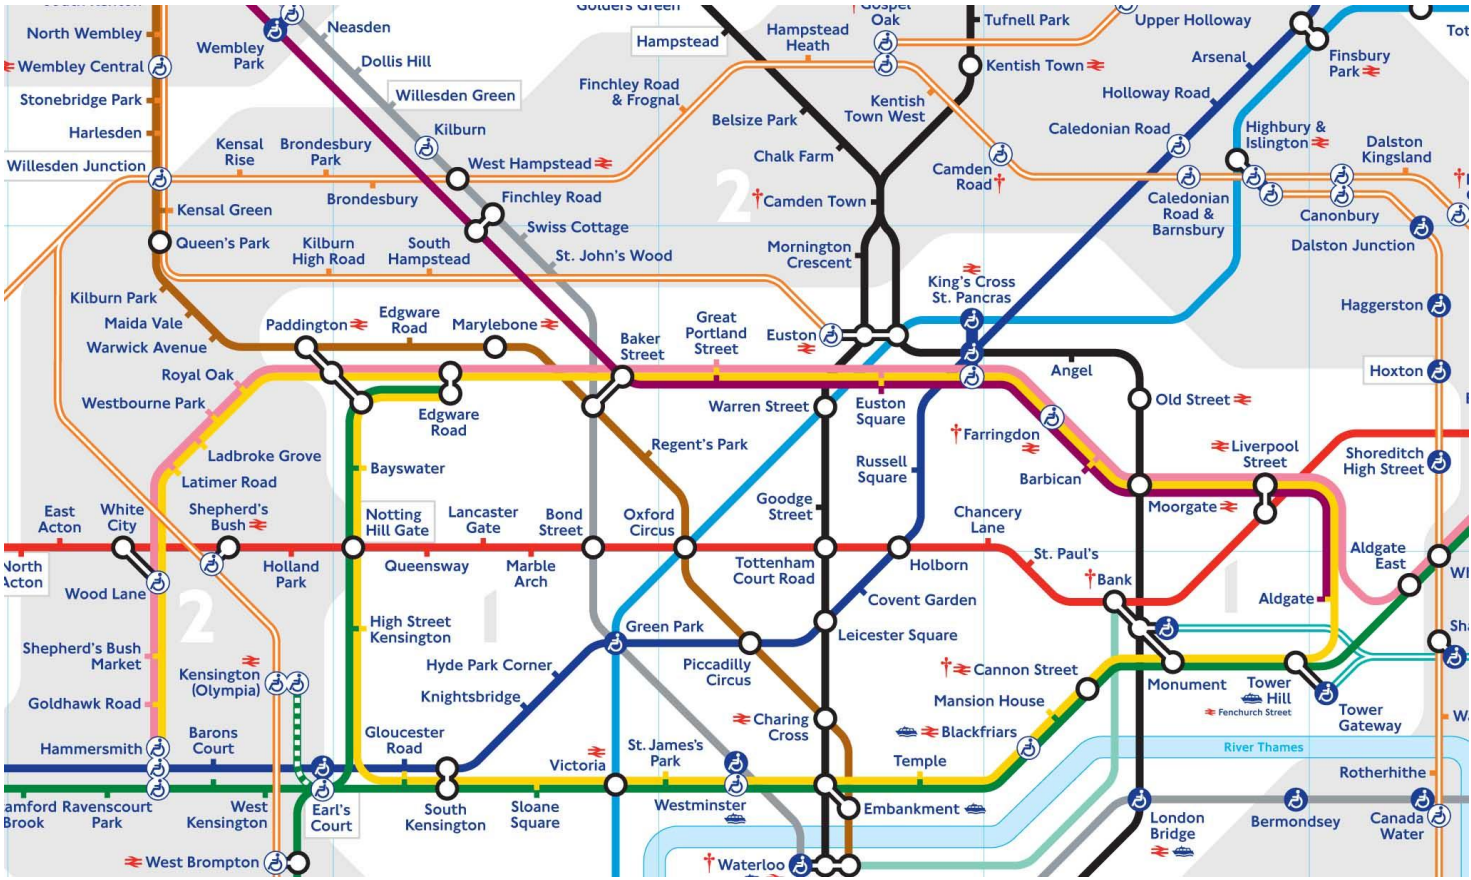 Golders Green
Gospel
Oak
Tufnell Park
Upper Holloway
North Wembley
Wembley
Park
Neasden
Hampstead
Hampstead
Heath
Wembley Central
Dollis Hill
Kentish Town
Arsenal
Finsbury
Park
Stonebridge Park
Willesden Green
Finchley Road
& Frognal
Kentish
Town West
Holloway Road
Harlesden
Kilburn
Belsize Park
Caledonian Road
Highbury &
Islington
Dalston
Kingsland
Willesden Junction
Kensal
Rise
Brondesbury
Park
West Hampstead
Chalk Farm
Camden
Road
Brondesbury
Finchley Road
2
Camden Town
Caledonian
Road &
Barnsbury
Canonbury
Kensal Green
Swiss Cottage
Dalston Junction
Queen's Park
Kilburn
High Road
South
Hampstead
St. John's Wood
Mornington
Crescent
King's Cross
St. Pancras
Kilburn Park
Haggerston
Maida Vale
Paddington
Edgware
Road
Marylebone
Great
Portland
Street
Euston
Warwick Avenue
Baker
Street
Angel
Hoxton
Royal Oak
Westbourne Park
Edgware
Road
Warren Street
Euston
Square
Old Street
Farringdon
Liverpool
Street
Ladbroke Grove
Regent's Park
Shoreditch
High Street
Latimer Road
Bayswater
Russell
Square
Barbican
Moorgate
East
Acton
White
City
Shepherd's
Bush
Notting
Hill Gate
Lancaster
Gate
Bond
Street
Oxford
Circus
Goodge
Street
Chancery
Lane
St. Paul's
Aldgate
East
North
Acton
Holland
Park
Queensway
Marble
Arch
Tottenham
Court Road
Holborn
Bank
Wood Lane
2
1
Covent Garden
1
Aldgate
High Street
Kensington
Green Park
Leicester Square
Shepherd's Bush
Market
Kensington
(Olympia)
Hyde Park Corner
Piccadilly
Circus
Cannon Street
Monument
Tower
Hill
Fenchurch Street
Tower
Gateway
Goldhawk Road
Knightsbridge
Mansion House
Hammersmith
Barons
Court
Gloucester
Road
Victoria
St. James's
Park
Charing
Cross
Blackfriars
River Thames
Temple
Rotherhithe
Ravenscourt
Park
West
Kensington
Earl's
Court
South
Kensington
Sloane
Square
Westminster
Embankment
London
Bridge
Bermondsey
Canada
Water
West Brompton
Waterloo